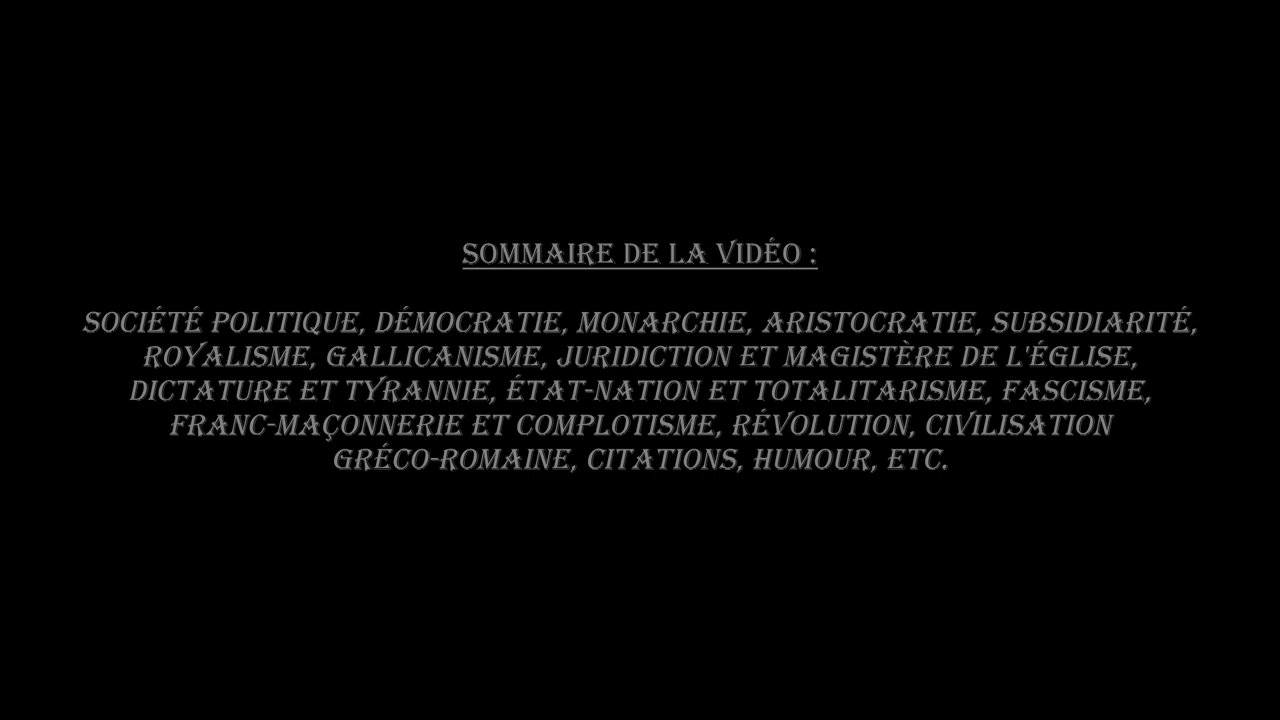 SOMMAIRE DE LA VIDÉO :
SOCIÉTÉ POLITIQUE, DÉMOCRATIE, MONARCHIE, ARISTOCRATIE, SUBSIDIARITÉ,
ROYALISME, GALLICANISME, JURIDICTION ET MAGISTÈRE DE L'ÉGLISE,
DICTATURE ET TYRANNIE, ÉTAT-NATION ET TOTALITARISME, FASCISME,
FRANC-MAÇONNERIE ET COMPLOTISME, RÉVOLUTION, CIVILISATION
GRÉCO-ROMAINE, CITATIONS, HUMOUR, ETC.